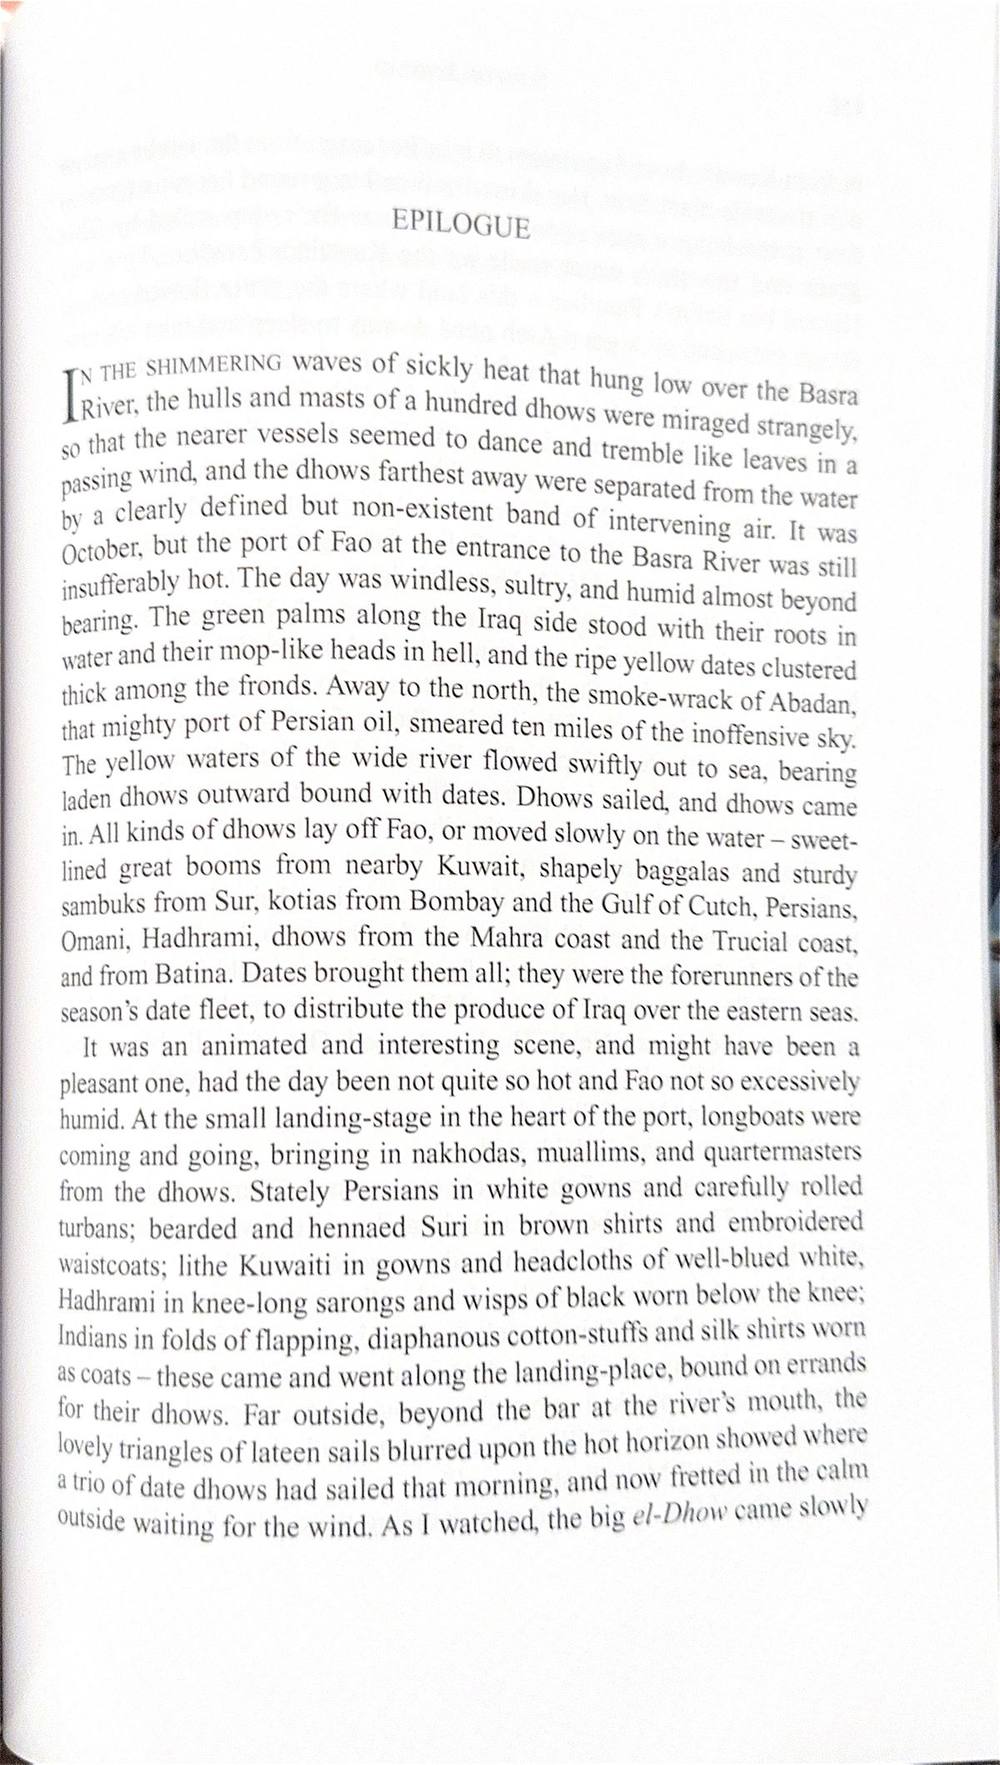 EPILOGUE
IN THE SHIMMERING waves of sickly heat that hung low over the Basra
River, the hulls and masts of a hundred dhows were miraged strangely,
so that the nearer vessels seemed to dance and tremble like leaves in a
passing wind, and the dhows farthest away were separated from the water
by a clearly defined but non-existent band of intervening air. It was
October, but the port of Fao at the entrance to the Basra River was still
insufferably hot. The day was windless, sultry, and humid almost beyond
bearing. The green palms along the Iraq side stood with their roots in
water and their mop-like heads in hell, and the ripe yellow dates clustered
thick among the fronds. Away to the north, the smoke-wrack of Abadan,
that mighty port of Persian oil, smeared ten miles of the inoffensive sky.
The yellow waters of the wide river flowed swiftly out to sea, bearing
laden dhows outward bound with dates. Dhows sailed, and dhows came
in. All kinds of dhows lay off Fao, or moved slowly on the water – sweet-
lined great booms from nearby Kuwait, shapely baggalas and sturdy
sambuks from Sur, kotias from Bombay and the Gulf of Cutch, Persians,
Omani, Hadhrami, dhows from the Mahra coast and the Trucial coast,
and from Batina. Dates brought them all; they were the forerunners of the
season's date fleet, to distribute the produce of Iraq over the eastern seas.
It was an animated and interesting scene, and might have been a
pleasant one, had the day been not quite so hot and Fao not so excessively
humid. At the small landing-stage in the heart of the port, longboats were
coming and going, bringing in nakhodas, muallims, and quartermasters
from the dhows. Stately Persians in white gowns and carefully rolled
turbans; bearded and hennaed Suri in brown shirts and embroidered
waistcoats; lithe Kuwaiti in gowns and headcloths of well-blued white,
Hadhrami in knee-long sarongs and wisps of black worn below the knee;
Indians in folds of flapping, diaphanous cotton-stuffs and silk shirts worn
as coats – these came and went along the landing-place, bound on errands
for their dhows. Far outside, beyond the bar at the river's mouth, the
lovely triangles of lateen sails blurred upon the hot horizon showed where
a trio of date dhows had sailed that morning, and now fretted in the calm
outside waiting for the wind. As I watched, the big el-Dhow came slowly